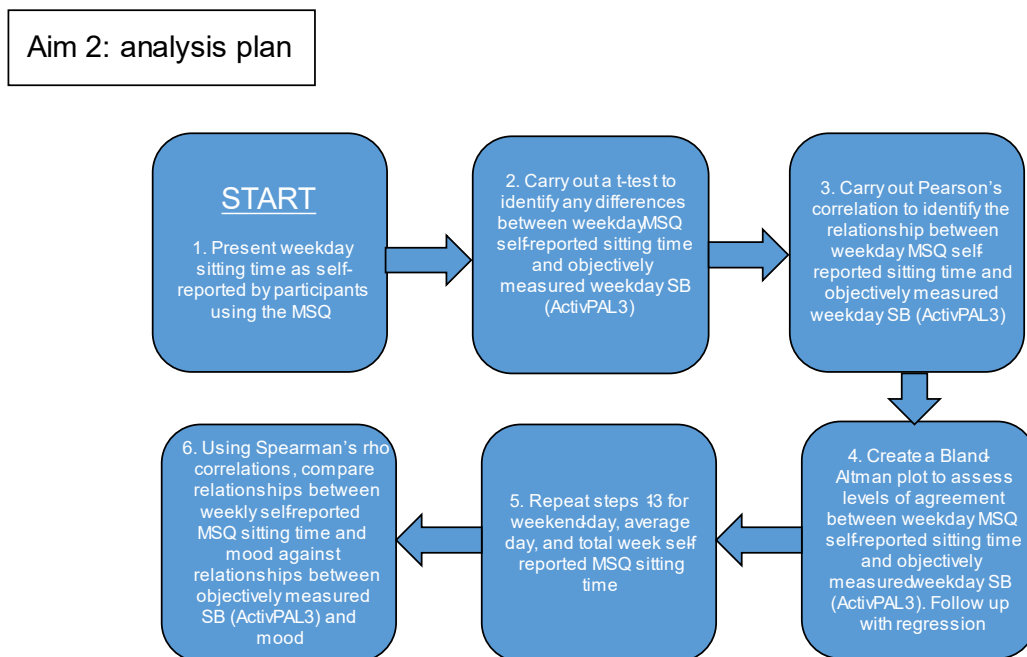 Aim 2: analysis plan
START
1. Present weekday
sitting time as self-
reported by participants
using the MSQ
2. Carry out a t-test to
identify any differences
between weekdayMSQ
self-reported sitting time
and objectively
measured weekday SB
(ActivPAL3)
3. Carry out Pearson's
correlation to identify the
relationship between
weekday MSQ self-
reported sitting time and
objectively measured
weekday SB (ActivPAL3)
4. Create a Bland-
Altman plot to assess
levels of agreement
between weekday MSQ
self-reported sitting time
and objectively
measuredweekday SB
(ActivPAL3). Follow up
with regression
5. Repeat steps 1-3 for
weekend-day, average
day, and total week self-
reported MSQ sitting
time
6. Using Spearman's rho
correlations, compare
relationships between
weekly self-reported
MSQ sitting time and
mood against
relationships between
objectively measured
SB (ActivPAL3) and
mood